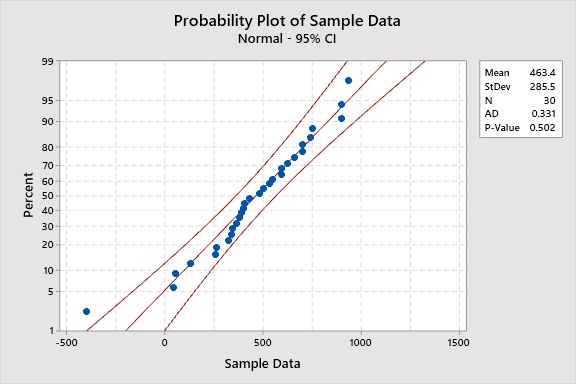 Probability Plot of Sample Data
Normal - 95% CI
99
95
90
80
70
60
50
40
30
20
10
5
1
Percent
-500 0 500 1000 1500
Sample Data
Mean 463.4
StDev 285.5
N 30
AD 0.331
P-Value 0.502